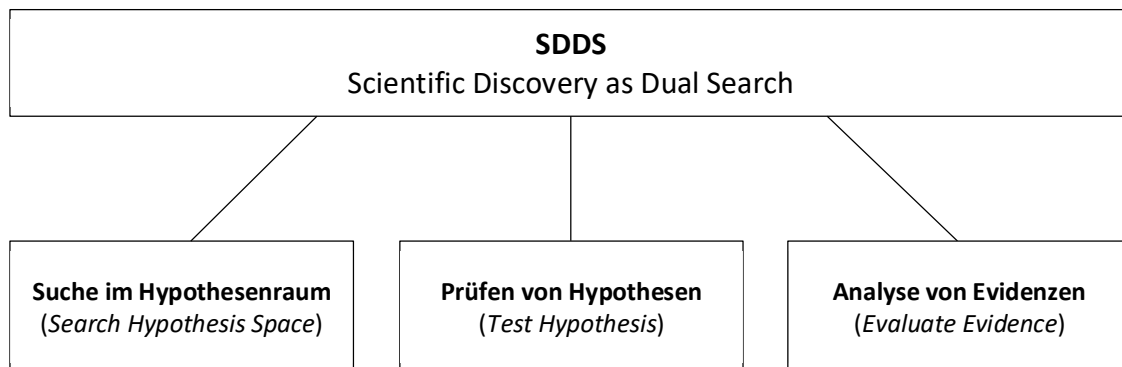 SDDS
Scientific Discovery as Dual Search
Suche im Hypothesenraum
(Search Hypothesis Space)
Prüfen von Hypothesen
(Test Hypothesis)
Analyse von Evidenzen
(Evaluate Evidence)